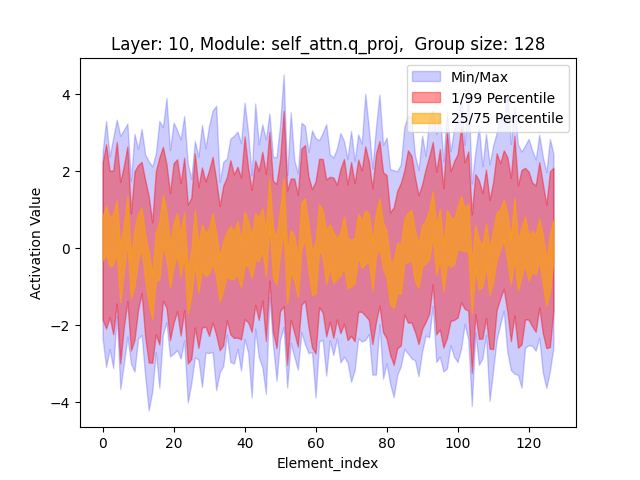 Layer: 10, Module: self_attn.q_proj,  Group size: 128
Min/Max
1/99 Percentile
25/75 Percentile
Activation Value
4
2
0
−2
−4
0 20 40 60 80 100 120
Element_index